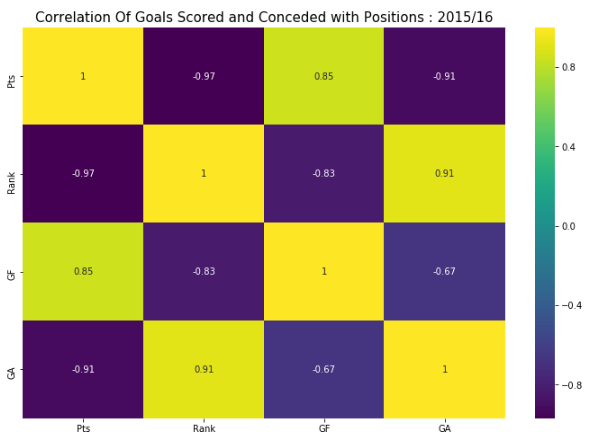 Correlation Of Goals Scored and Conceded with Positions : 2015/16
Pts 1 -0.97 0.85 -0.91
Rank -0.97 1 -0.83 0.91
GF 0.85 -0.83 1 -0.67
GA -0.91 0.91 -0.67 1
Pts Rank GF GA
0.8
0.4
0.0
−0.4
−0.8